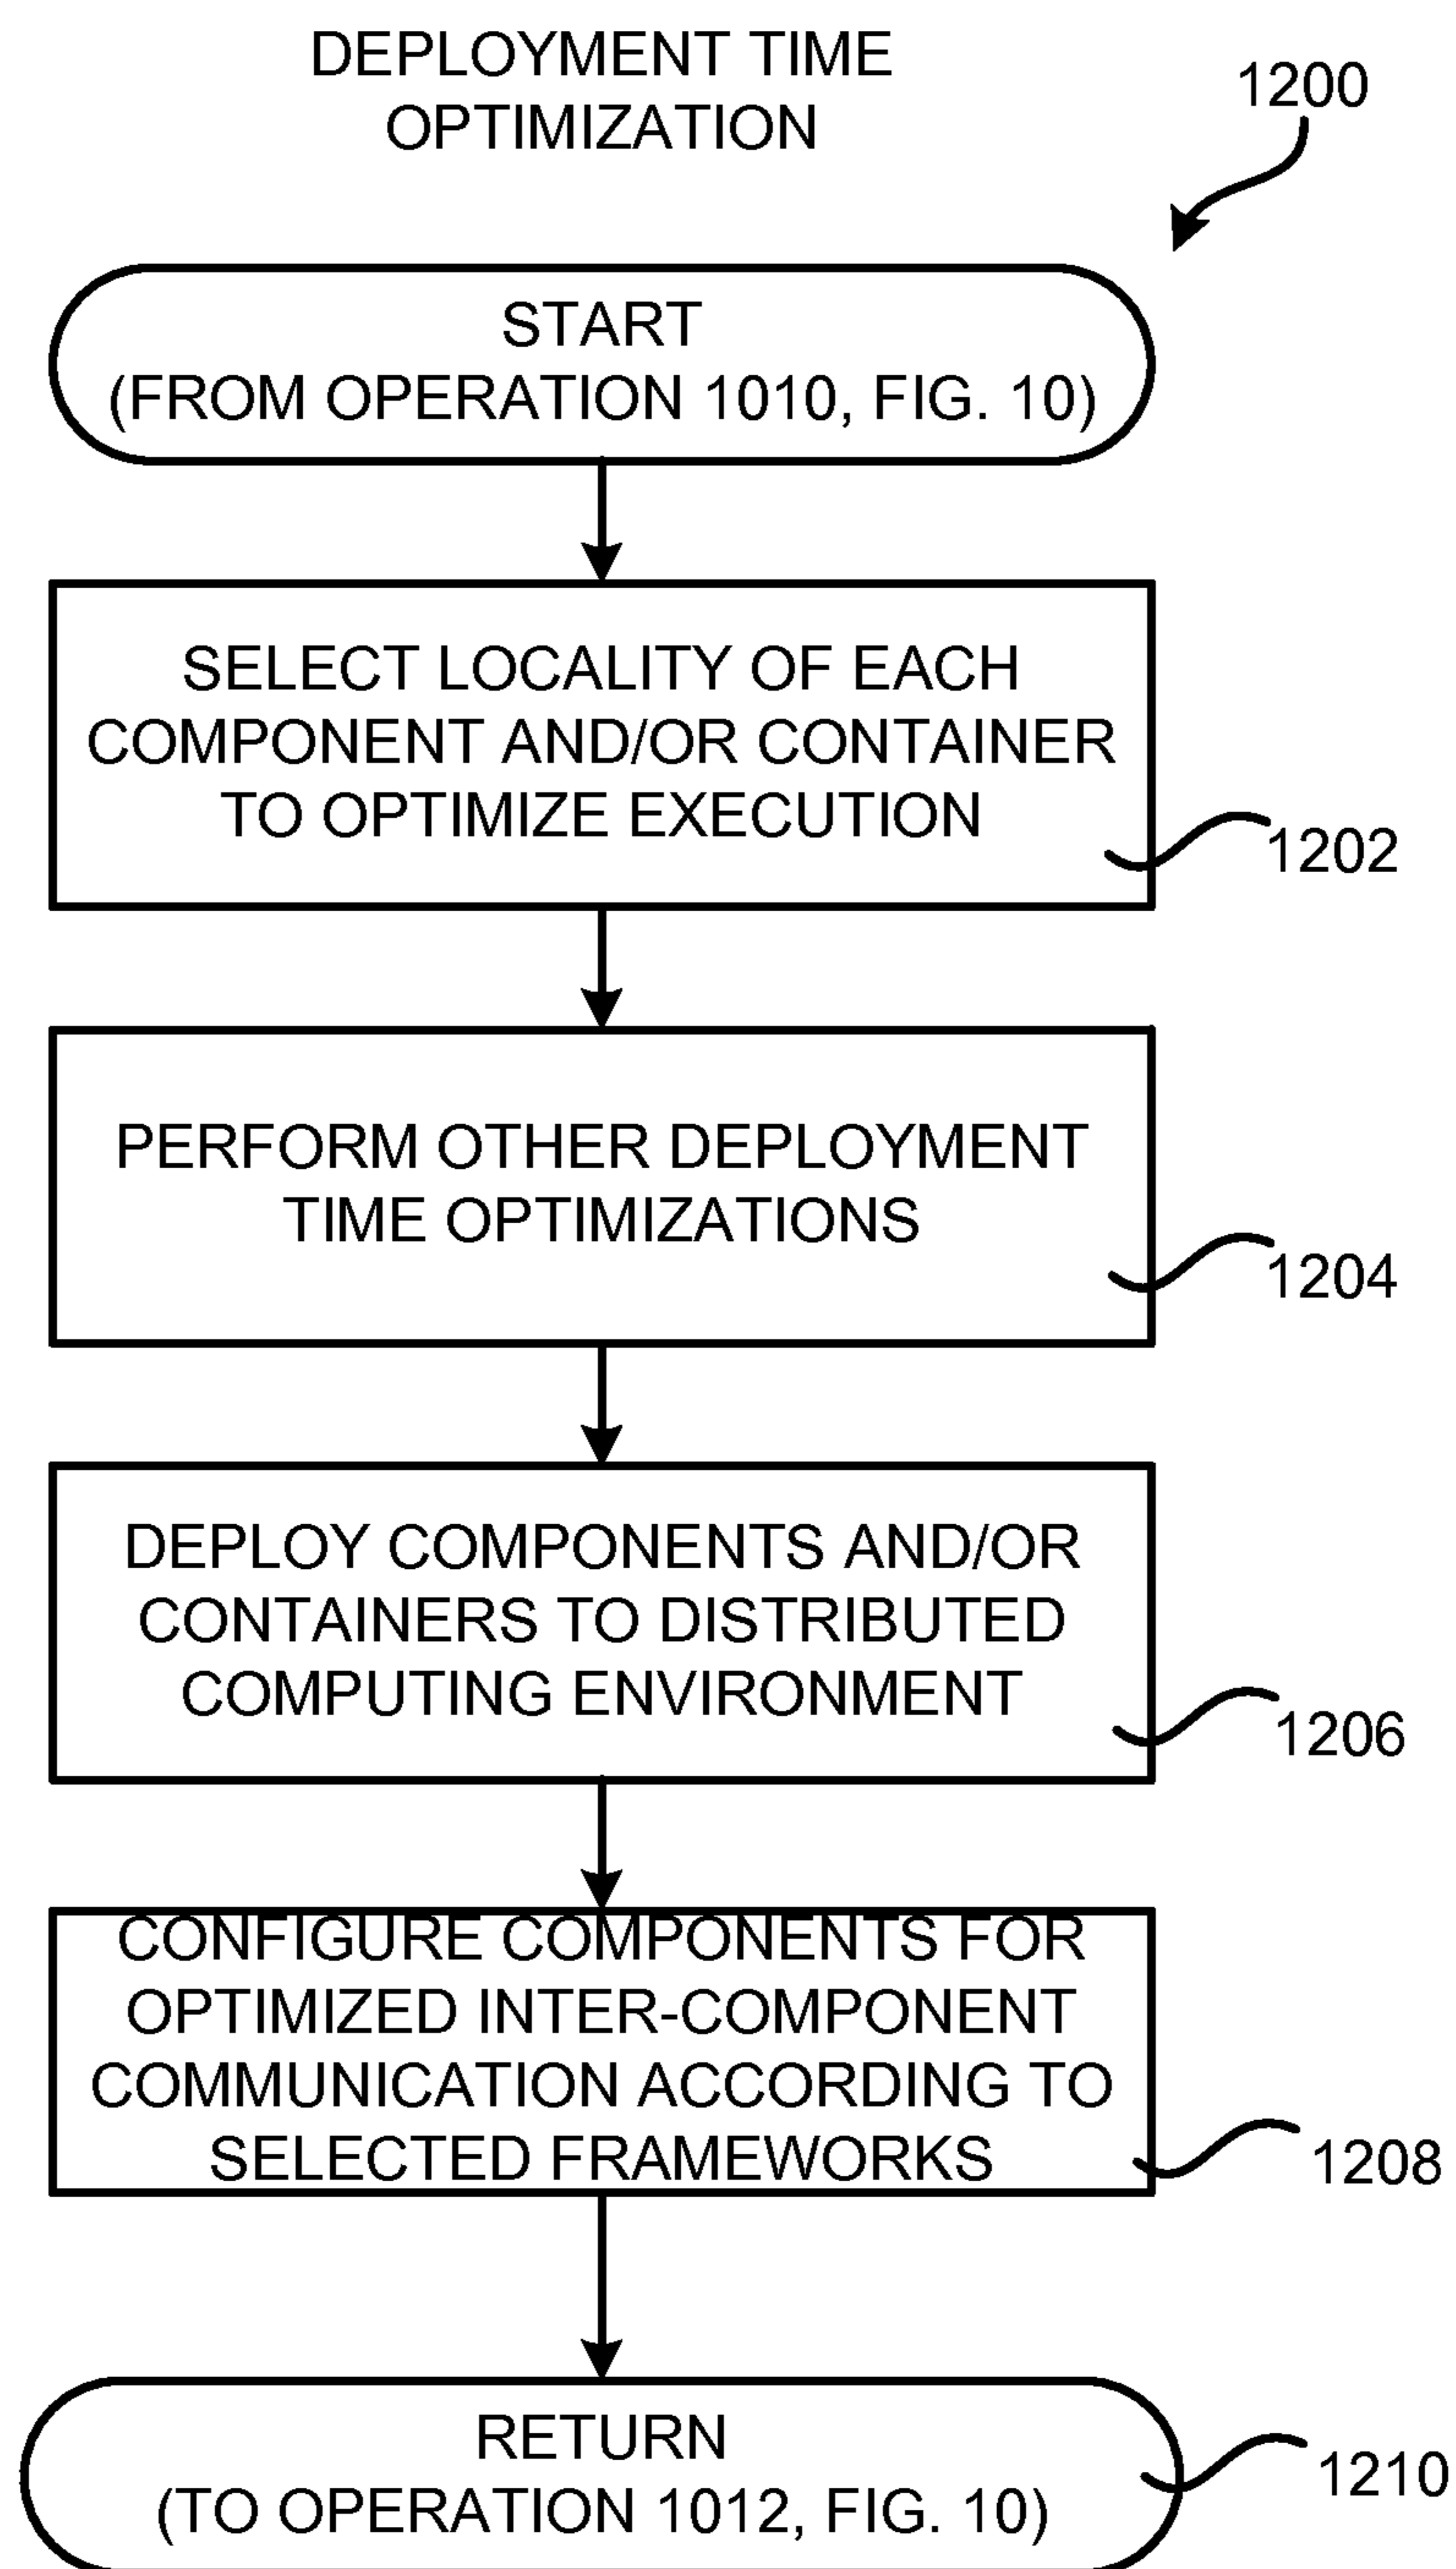 DEPLOYMENT TIME
OPTIMIZATION
1200
START
(FROM OPERATION 1010, FIG. 10)
SELECT LOCALITY OF EACH
COMPONENT AND/OR CONTAINER
TO OPTIMIZE EXECUTION
1202
PERFORM OTHER DEPLOYMENT
TIME OPTIMIZATIONS
1204
DEPLOY COMPONENTS AND/OR
CONTAINERS TO DISTRIBUTED
COMPUTING ENVIRONMENT
1206
CONFIGURE COMPONENTS FOR
OPTIMIZED INTER-COMPONENT
COMMUNICATION ACCORDING TO
SELECTED FRAMEWORKS
1208
RETURN
(TO OPERATION 1012, FIG. 10)
1210